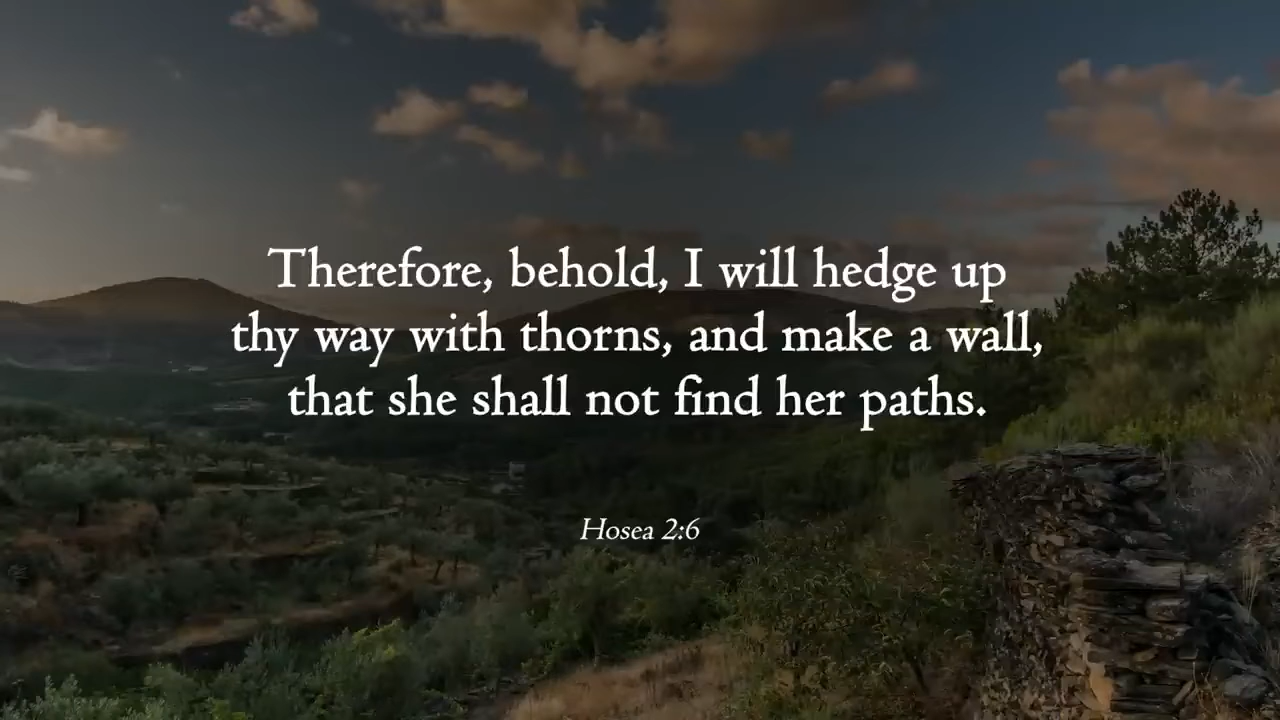 Therefore, behold, I will hedge up
thy way with thorns, and make a wall,
that she shall not find her paths.
Hosea 2:6